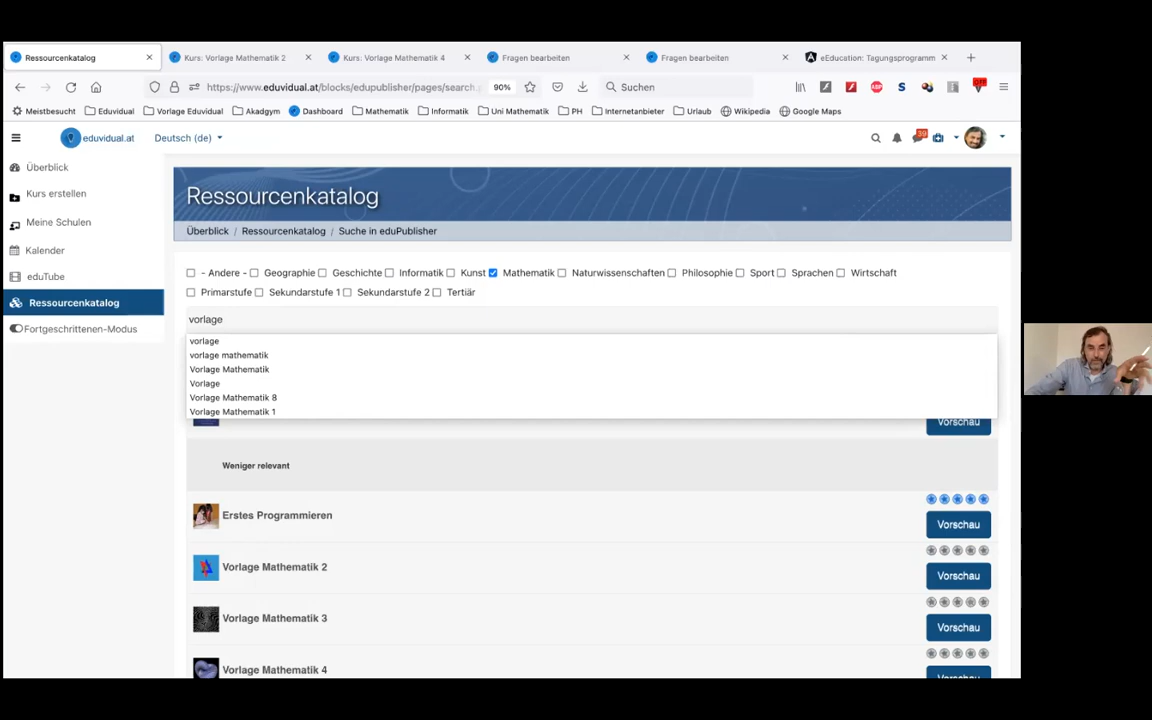 Ressourcenkatalog Kurs: Vorlage Mathematik 2 Kurs: Vorlage Mathematik 4 Fragen bearbeiten Fragen bearbeiten eEducation: Tagungsprogramm
https://www.eduvidual.at/blocks/edupublisher/pages/search. 90% Suchen
Meistbesucht Eduvidual Vorlage Eduvidual Akadgym Dashboard Mathematik Informatik Uni Mathematik PH Internetanbieter Urlaub Wikipedia Google Maps
eduvidual.at Deutsch (de) 39
Überblick
Kurs erstellen
Meine Schulen
Kalender
eduTube
Ressourcenkatalog
Fortgeschrittenen-Modus
Ressourcenkatalog
Überblick / Ressourcenkatalog / Suche in eduPublisher
- Andere - Geographie Geschichte Informatik Kunst Mathematik Naturwissenschaften Philosophie Sport Sprachen Wirtschaft
Primarstufe Sekundarstufe 1 Sekundarstufe 2 Tertiär
vorlage
vorlage
vorlage mathematik
Vorlage Mathematik
Vorlage
Vorlage Mathematik 8
Vorlage Mathematik 1
Vorschau
Weniger relevant
Erstes Programmieren
Vorschau
Vorlage Mathematik 2
Vorschau
Vorlage Mathematik 3
Vorschau
Vorlage Mathematik 4
Vorschau